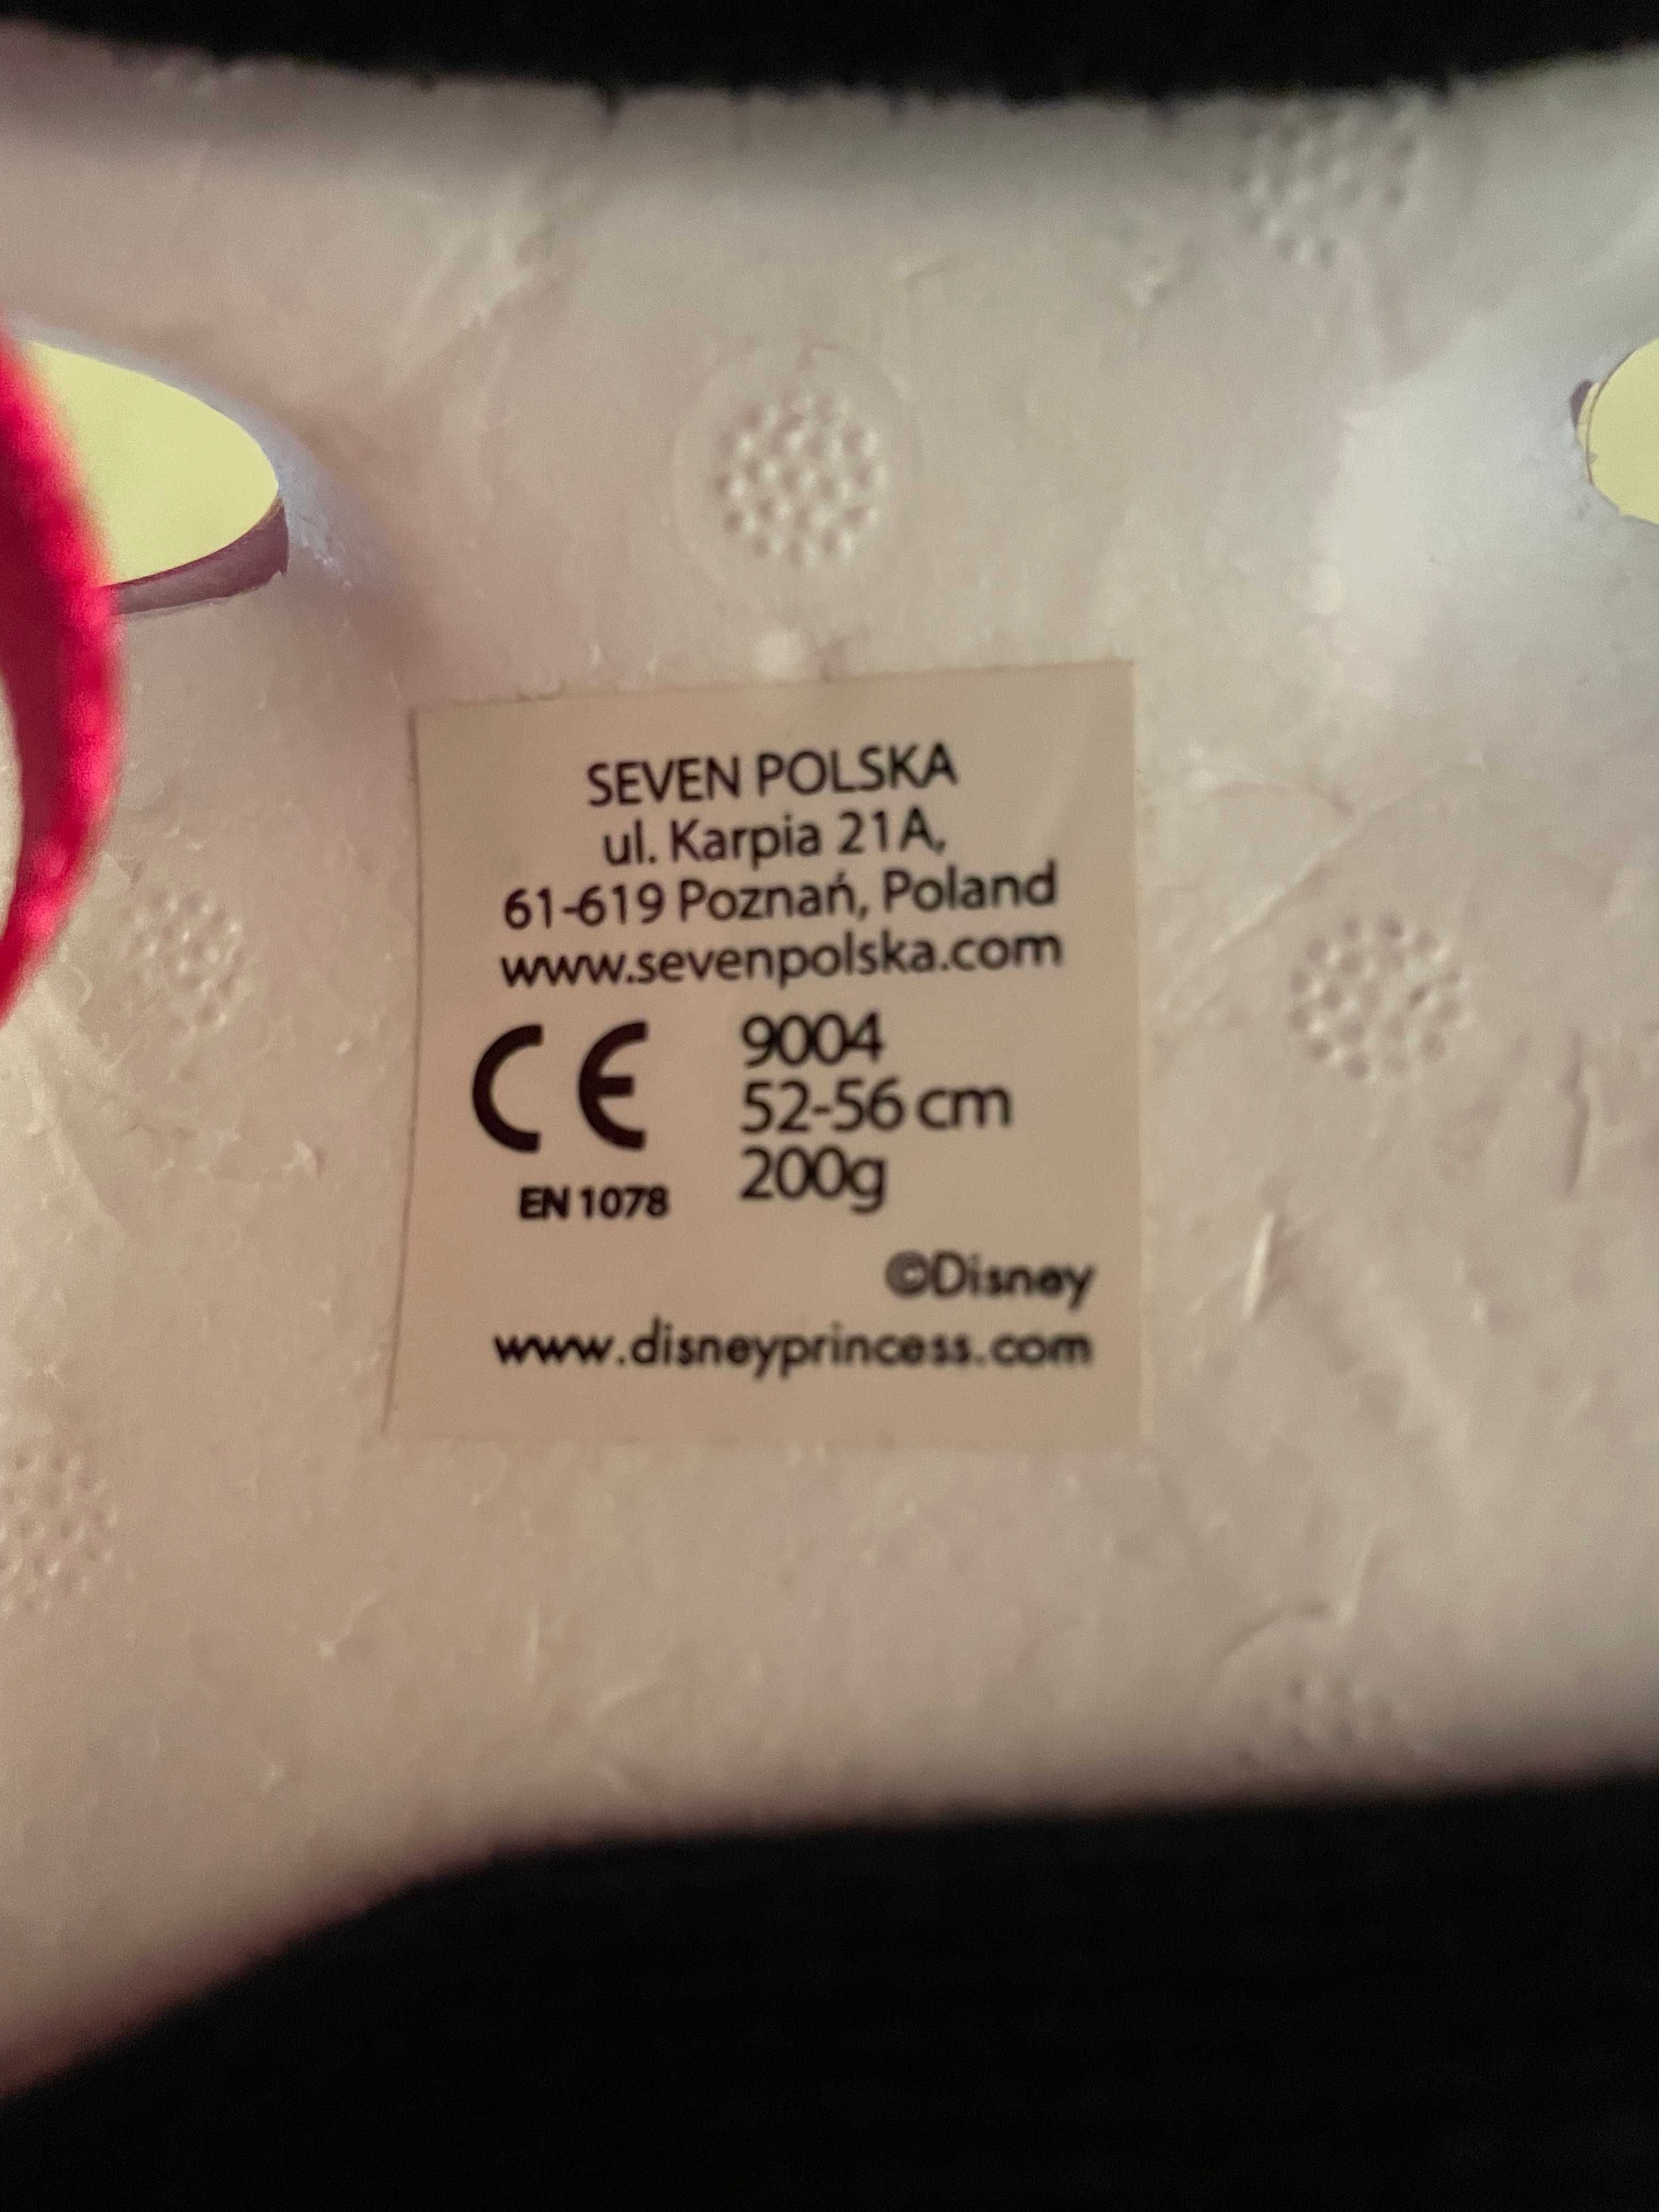 SEVEN POLSKA
ul. Karpia 21A,
61-619 Poznań, Poland
www.sevenpolska.com
CE 9004
52-56 cm
200g
EN 1078
©Disney
www.disneyprincess.com